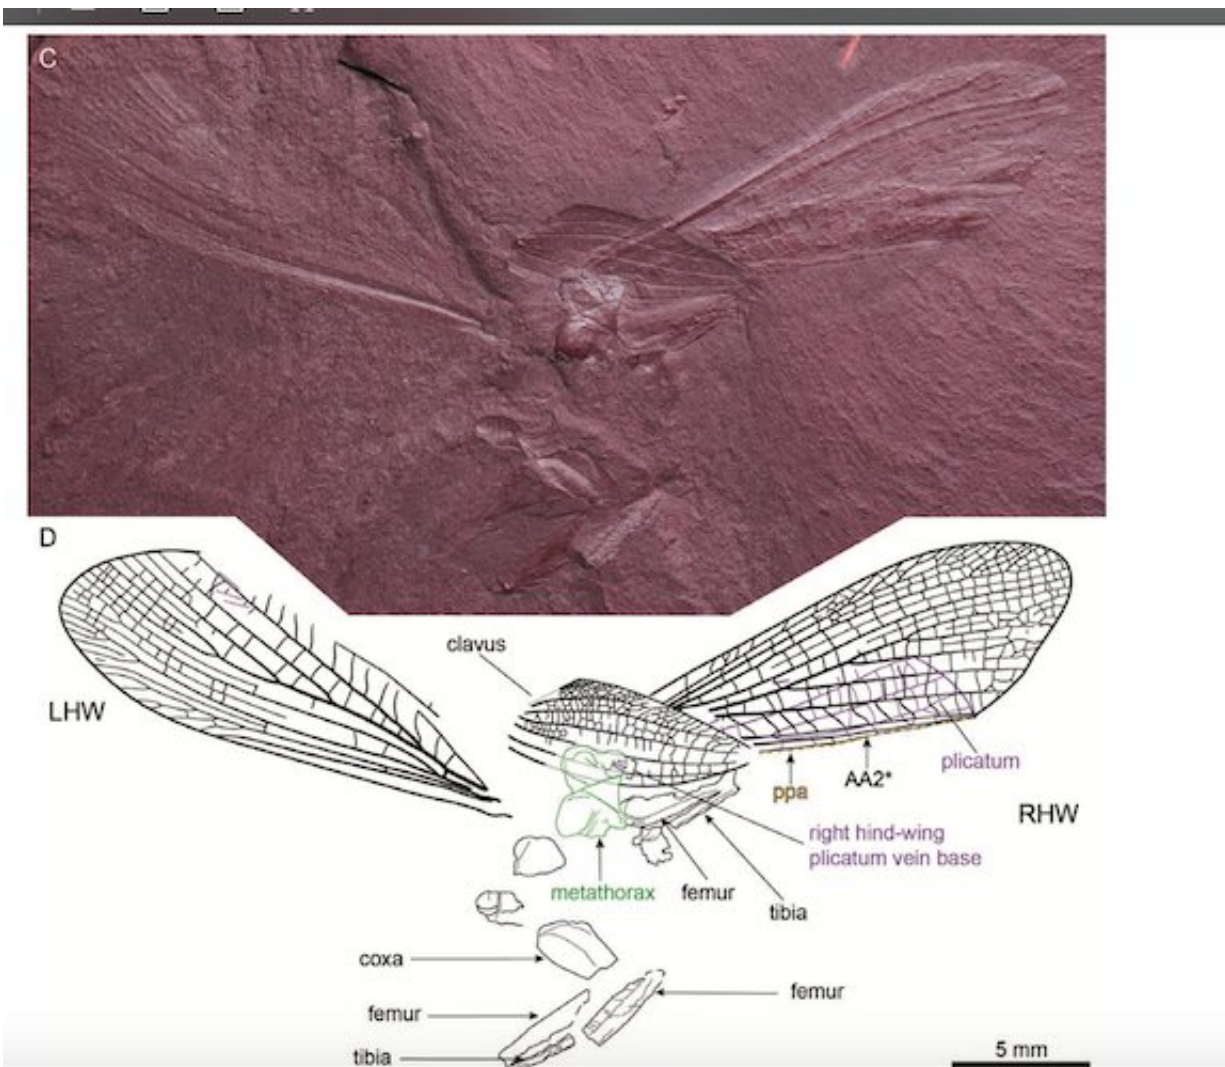 C
D
clavus
LHW
plicatum
AA2*
ppa
RHW
right hind-wing
plicatum vein base
metathorax
femur
tibia
coxa
femur
femur
tibia
5 mm